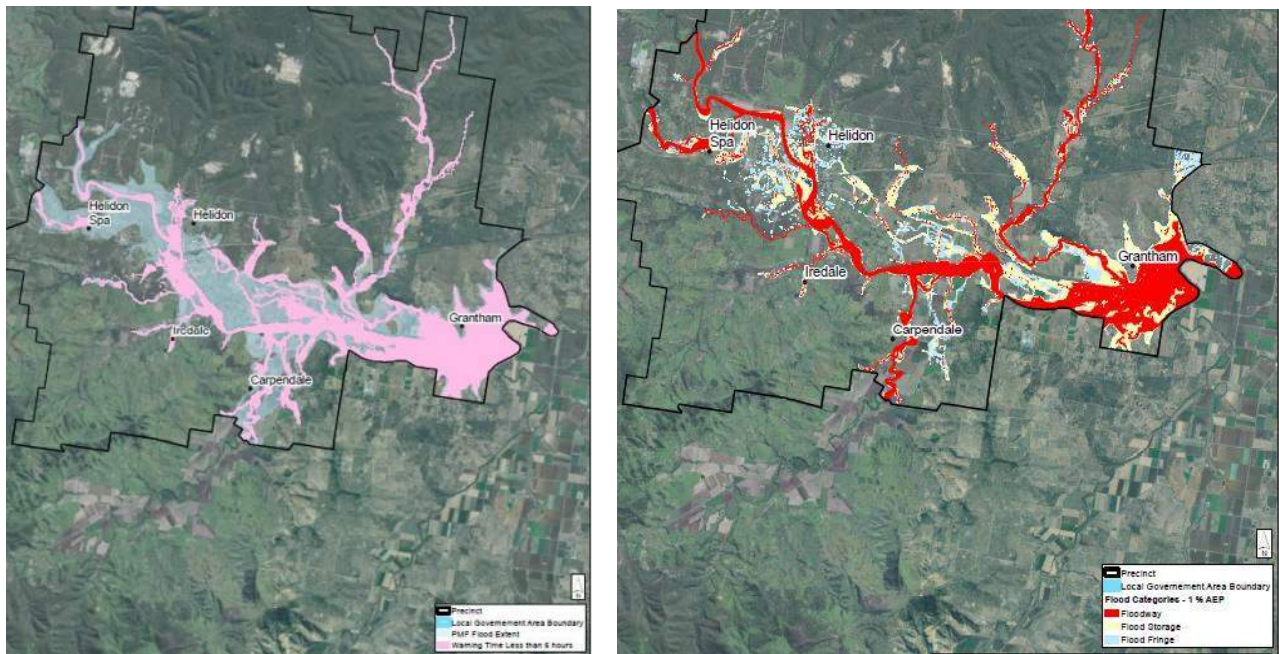 Helidon
Spa
Helidon
Iredale
Carpendale
Grantham
N
Precinct
Local Governement Area Boundary
PMF Flood Extent
Warning Time Less than 6 hours
Helidon
Spa
Helidon
Iredale
Carpendale
Grantham
N
Precinct
Local Governement Area Boundary
Flood Categories - 1 % AEP
Floodway
Flood Storage
Flood Fringe